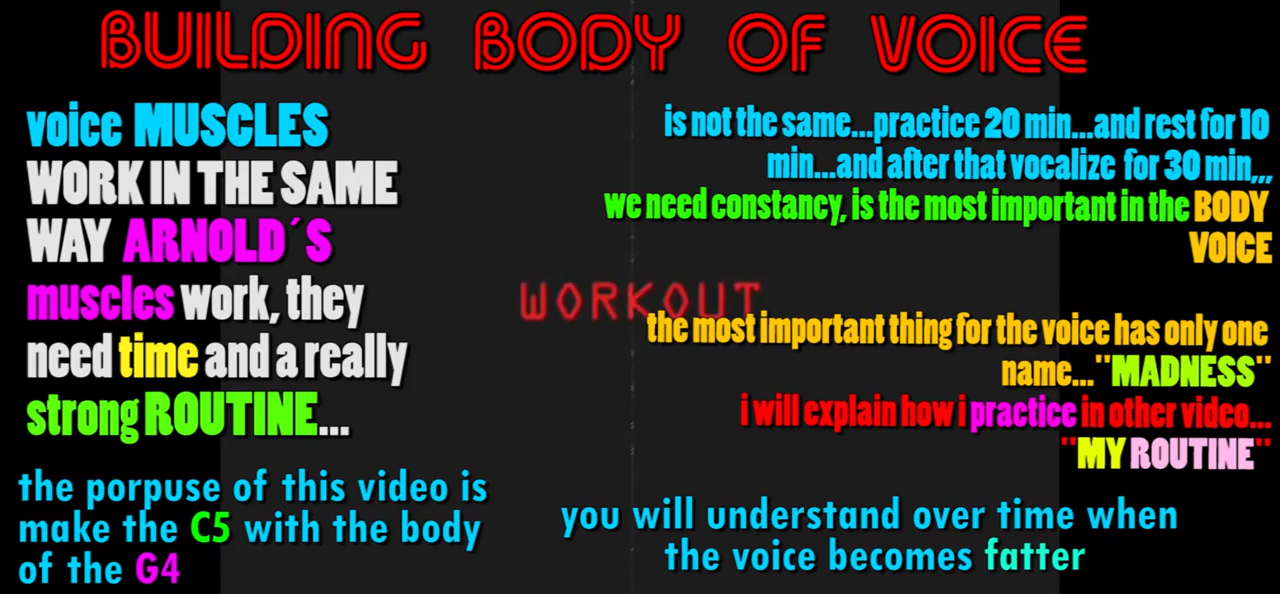 BUILDING BODY OF VOICE
voice MUSCLES
WORK IN THE SAME
WAY ARNOLD´S
muscles work, they
need time and a really
strong ROUTINE...
the porpuse of this video is
make the C5 with the body
of the G4
is not the same...practice 20 min...and rest for 10
min...and after that vocalize for 30 min,,,
we need constancy, is the most important in the BODY
VOICE
WORKOUT
the most important thing for the voice has only one
name..."MADNESS"
i will explain how i practice in other video...
"MY ROUTINE"
you will understand over time when
the voice becomes fatter